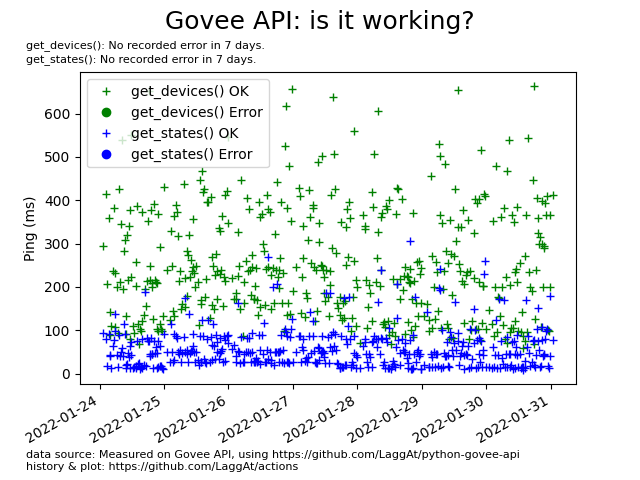 Govee API: is it working?
get_devices(): No recorded error in 7 days.
get_states(): No recorded error in 7 days.
get_devices() OK
get_devices() Error
get_states() OK
get_states() Error
Ping (ms)
600
500
400
300
200
100
0
2022-01-24
2022-01-25
2022-01-26
2022-01-27
2022-01-28
2022-01-29
2022-01-30
2022-01-31
data source: Measured on Govee API, using https://github.com/LaggAt/python-govee-api
history & plot: https://github.com/LaggAt/actions